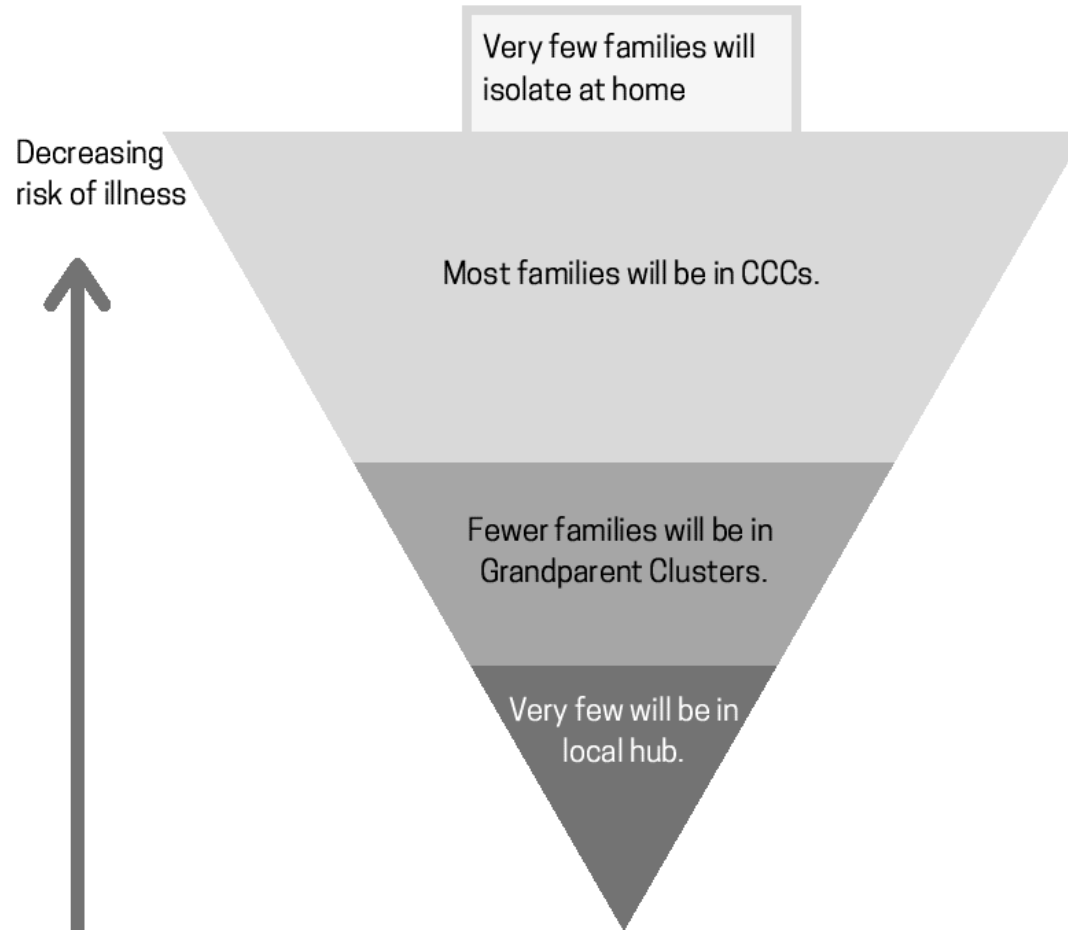 Very few families will
isolate at home
Decreasing
risk of illness
Most families will be in CCCs.
Fewer families will be in
Grandparent Clusters.
Very few will be in
local hub.